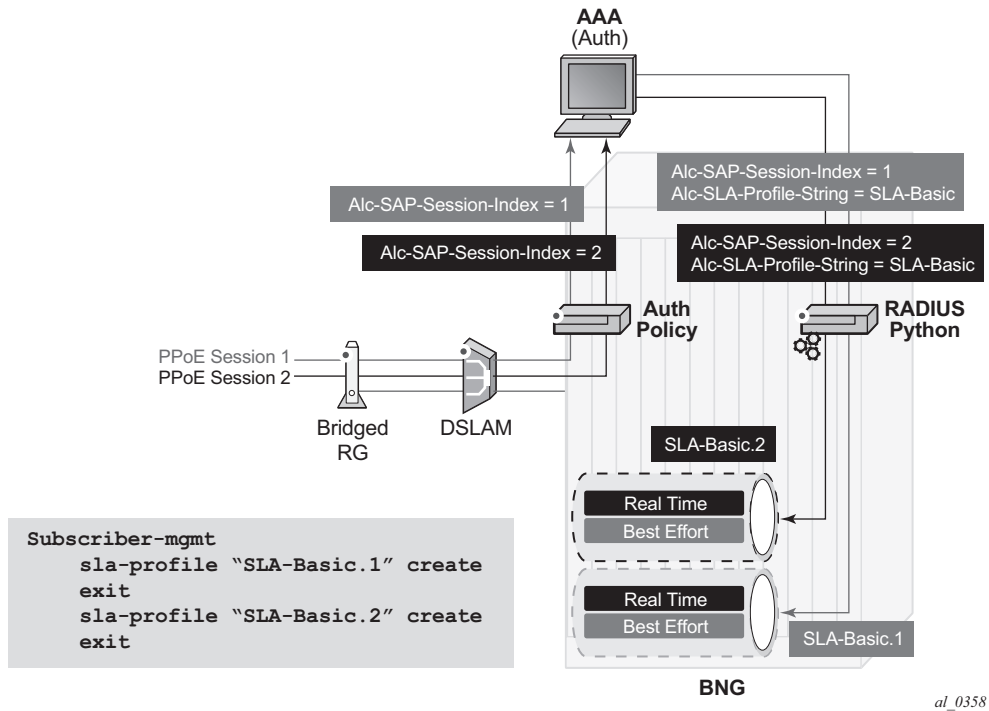 AAA
(Auth)
Alc-SAP-Session-Index = 1
Alc-SLA-Profile-String = SLA-Basic
Alc-SAP-Session-Index = 1
Alc-SAP-Session-Index = 2
Alc-SAP-Session-Index = 2
Alc-SLA-Profile-String = SLA-Basic
Auth
Policy
RADIUS
Python
PPoE Session 1
PPoE Session 2
Bridged
RG
DSLAM
SLA-Basic.2
Real Time
Best Effort
Real Time
Best Effort
SLA-Basic.1
Subscriber-mgmt
sla-profile “SLA-Basic.1” create
exit
sla-profile “SLA-Basic.2” create
exit
BNG
al_0358